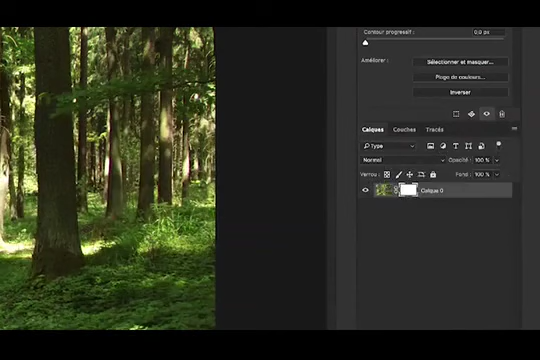 Contour progressif : 0,0 px
Améliorer : Sélectionner et masquer...
Plage de couleurs...
Inverser
Calques Couches Tracés
Type
Normal Opacité : 100 %
Verrou : Fond : 100 %
Calque 0